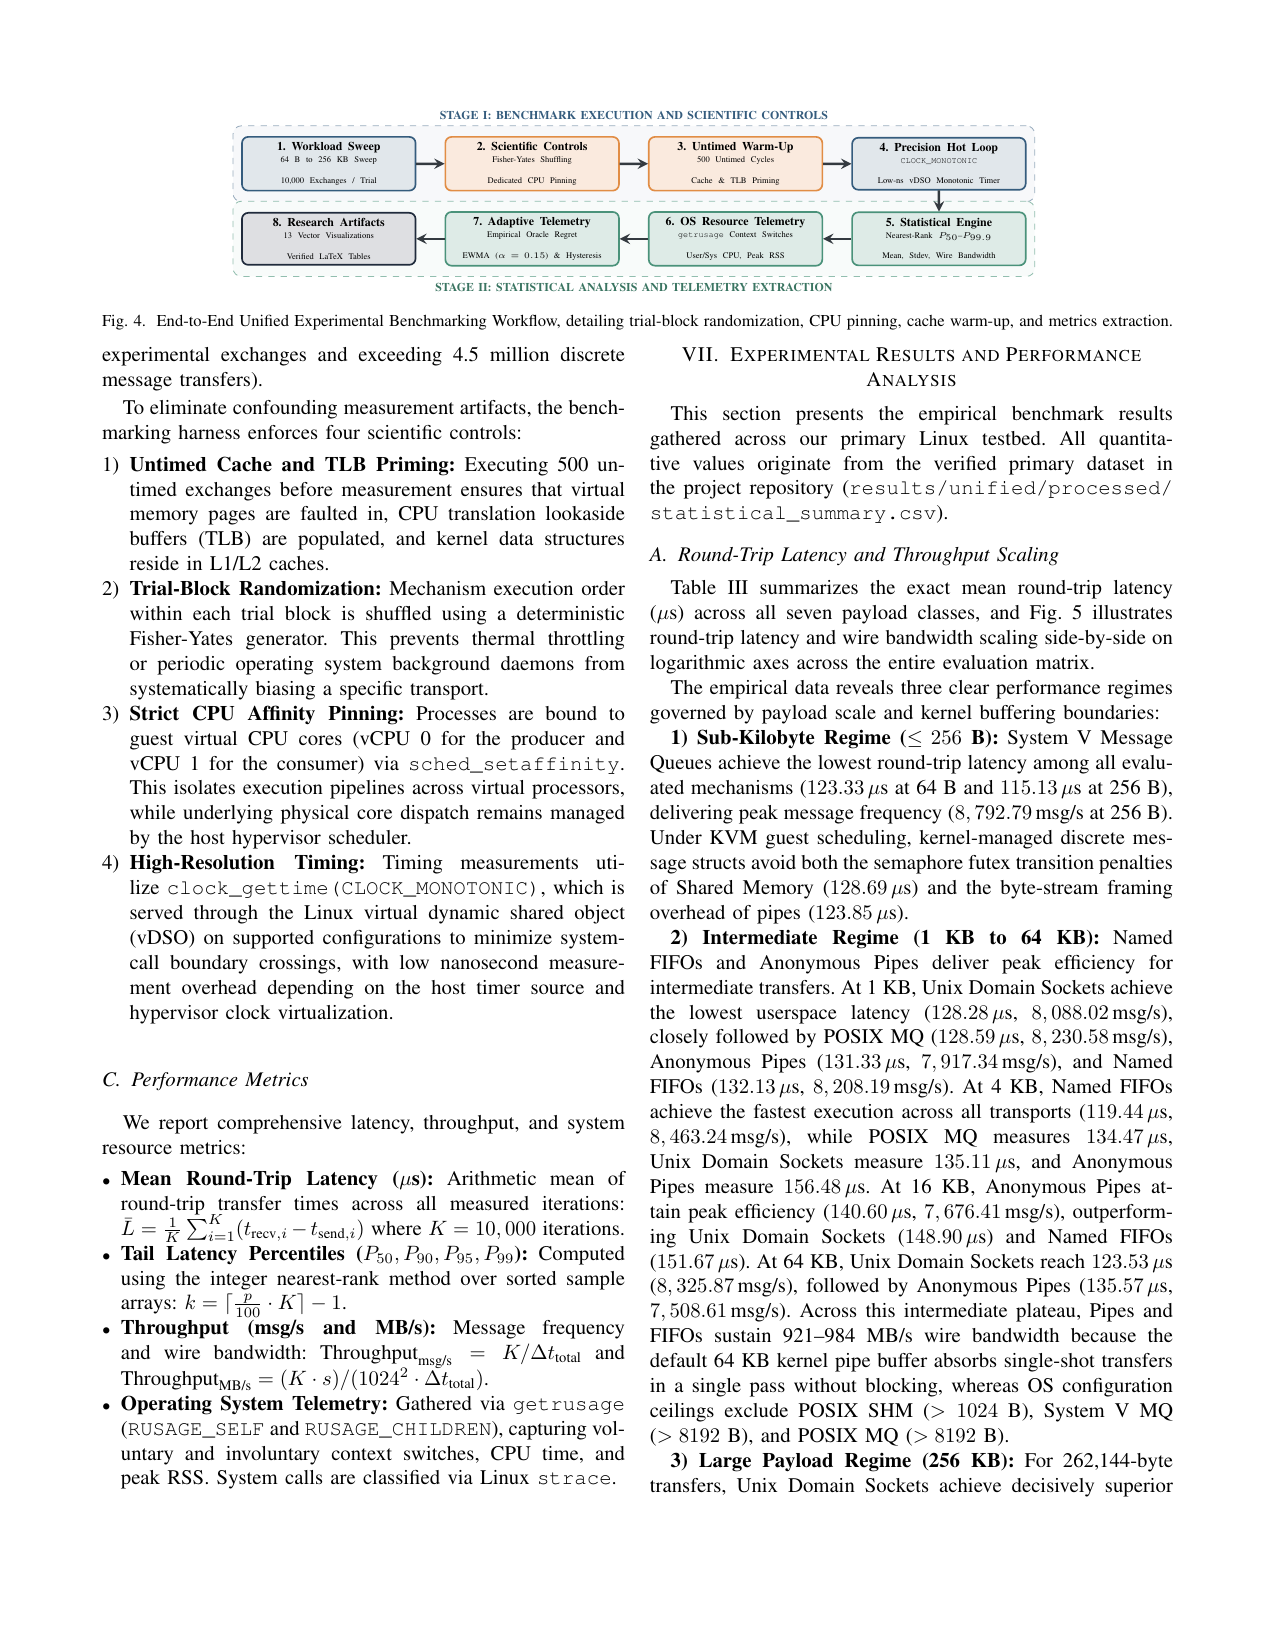 STAGE I: BENCHMARK EXECUTION AND SCIENTIFIC CONTROLS
1. Workload Sweep
64 B to 256 KB Sweep
10,000 Exchanges / Trial
2. Scientific Controls
Fisher-Yates Shuffling
Dedicated CPU Pinning
3. Untimed Warm-Up
500 Untimed Cycles
Cache & TLB Priming
4. Precision Hot Loop
CLOCK_MONOTONIC
Low-ns vDSO Monotonic Timer
5. Statistical Engine
Nearest-Rank P50–P99.9
Mean, Stdev, Wire Bandwidth
6. OS Resource Telemetry
getrusage Context Switches
User/Sys CPU, Peak RSS
7. Adaptive Telemetry
Empirical Oracle Regret
EWMA (α = 0.15) & Hysteresis
8. Research Artifacts
13 Vector Visualizations
Verified LaTeX Tables
STAGE II: STATISTICAL ANALYSIS AND TELEMETRY EXTRACTION
Fig. 4. End-to-End Unified Experimental Benchmarking Workflow, detailing trial-block randomization, CPU pinning, cache warm-up, and metrics extraction.
experimental exchanges and exceeding 4.5 million discrete
message transfers).
To eliminate confounding measurement artifacts, the bench-
marking harness enforces four scientific controls:
1) Untimed Cache and TLB Priming: Executing 500 un-
timed exchanges before measurement ensures that virtual
memory pages are faulted in, CPU translation lookaside
buffers (TLB) are populated, and kernel data structures
reside in L1/L2 caches.
2) Trial-Block Randomization: Mechanism execution order
within each trial block is shuffled using a deterministic
Fisher-Yates generator. This prevents thermal throttling
or periodic operating system background daemons from
systematically biasing a specific transport.
3) Strict CPU Affinity Pinning: Processes are bound to
guest virtual CPU cores (vCPU 0 for the producer and
vCPU 1 for the consumer) via sched_setaffinity.
This isolates execution pipelines across virtual processors,
while underlying physical core dispatch remains managed
by the host hypervisor scheduler.
4) High-Resolution Timing: Timing measurements uti-
lize clock_gettime(CLOCK_MONOTONIC), which is
served through the Linux virtual dynamic shared object
(vDSO) on supported configurations to minimize system-
call boundary crossings, with low nanosecond measure-
ment overhead depending on the host timer source and
hypervisor clock virtualization.
C. Performance Metrics
We report comprehensive latency, throughput, and system
resource metrics:
• Mean Round-Trip Latency (μs): Arithmetic mean of
round-trip transfer times across all measured iterations:
L̄ = 1/K ∑ᵢ₌₁ᴷ (t_recv,i − t_send,i) where K = 10,000 iterations.
• Tail Latency Percentiles (P50, P90, P95, P99): Computed
using the integer nearest-rank method over sorted sample
arrays: k = ⌈p/100 · K⌉ − 1.
• Throughput (msg/s and MB/s): Message frequency
and wire bandwidth: Throughput_msg/s = K/Δt_total and
Throughput_MB/s = (K · s)/(1024² · Δt_total).
• Operating System Telemetry: Gathered via getrusage
(RUSAGE_SELF and RUSAGE_CHILDREN), capturing vol-
untary and involuntary context switches, CPU time, and
peak RSS. System calls are classified via Linux strace.
VII. EXPERIMENTAL RESULTS AND PERFORMANCE
ANALYSIS
This section presents the empirical benchmark results
gathered across our primary Linux testbed. All quantita-
tive values originate from the verified primary dataset in
the project repository (results/unified/processed/
statistical_summary.csv).
A. Round-Trip Latency and Throughput Scaling
Table III summarizes the exact mean round-trip latency
(μs) across all seven payload classes, and Fig. 5 illustrates
round-trip latency and wire bandwidth scaling side-by-side on
logarithmic axes across the entire evaluation matrix.
The empirical data reveals three clear performance regimes
governed by payload scale and kernel buffering boundaries:
1) Sub-Kilobyte Regime (≤ 256 B): System V Message
Queues achieve the lowest round-trip latency among all evalu-
ated mechanisms (123.33 μs at 64 B and 115.13 μs at 256 B),
delivering peak message frequency (8,792.79 msg/s at 256 B).
Under KVM guest scheduling, kernel-managed discrete mes-
sage structs avoid both the semaphore futex transition penalties
of Shared Memory (128.69 μs) and the byte-stream framing
overhead of pipes (123.85 μs).
2) Intermediate Regime (1 KB to 64 KB): Named
FIFOs and Anonymous Pipes deliver peak efficiency for
intermediate transfers. At 1 KB, Unix Domain Sockets achieve
the lowest userspace latency (128.28 μs, 8,088.02 msg/s),
closely followed by POSIX MQ (128.59 μs, 8,230.58 msg/s),
Anonymous Pipes (131.33 μs, 7,917.34 msg/s), and Named
FIFOs (132.13 μs, 8,208.19 msg/s). At 4 KB, Named FIFOs
achieve the fastest execution across all transports (119.44 μs,
8,463.24 msg/s), while POSIX MQ measures 134.47 μs,
Unix Domain Sockets measure 135.11 μs, and Anonymous
Pipes measure 156.48 μs. At 16 KB, Anonymous Pipes at-
tain peak efficiency (140.60 μs, 7,676.41 msg/s), outperform-
ing Unix Domain Sockets (148.90 μs) and Named FIFOs
(151.67 μs). At 64 KB, Unix Domain Sockets reach 123.53 μs
(8,325.87 msg/s), followed by Anonymous Pipes (135.57 μs,
7,508.61 msg/s). Across this intermediate plateau, Pipes and
FIFOs sustain 921–984 MB/s wire bandwidth because the
default 64 KB kernel pipe buffer absorbs single-shot transfers
in a single pass without blocking, whereas OS configuration
ceilings exclude POSIX SHM (> 1024 B), System V MQ
(> 8192 B), and POSIX MQ (> 8192 B).
3) Large Payload Regime (256 KB): For 262,144-byte
transfers, Unix Domain Sockets achieve decisively superior